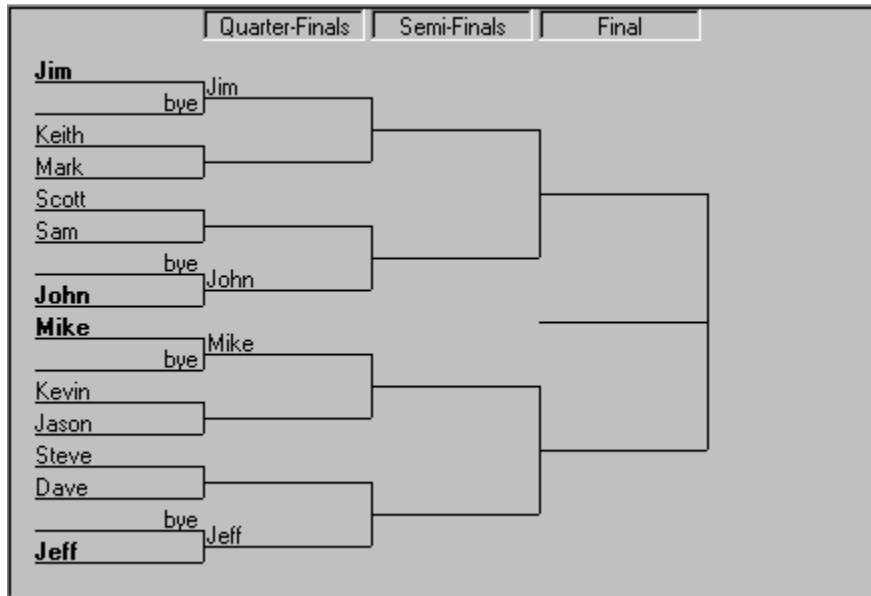 Quarter-Finals Semi-Finals Final
Jim
bye Jim
Keith
Mark
Scott
Sam
bye
John John
Mike
bye Mike
Kevin
Jason
Steve
Dave
bye
Jeff Jeff